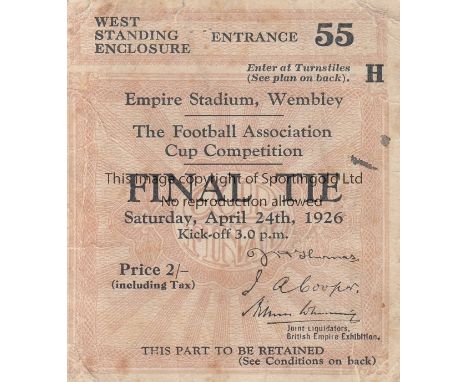 WEST
STANDING
ENCLOSURE
ENTRANCE 55
Enter at Turnstiles
(See plan on back). H
Empire Stadium, Wembley
The Football Association
Cup Competition
This image copyright of Sportingold Ltd
FINAL TIE
No reproduction allowed
Saturday, April 24th, 1926
Kick-off 3.0 p.m.
Price 2/-
(including Tax)
J A Cooper.
Joint Liquidators,
British Empire Exhibition.
THIS PART TO BE RETAINED
(See Conditions on back)